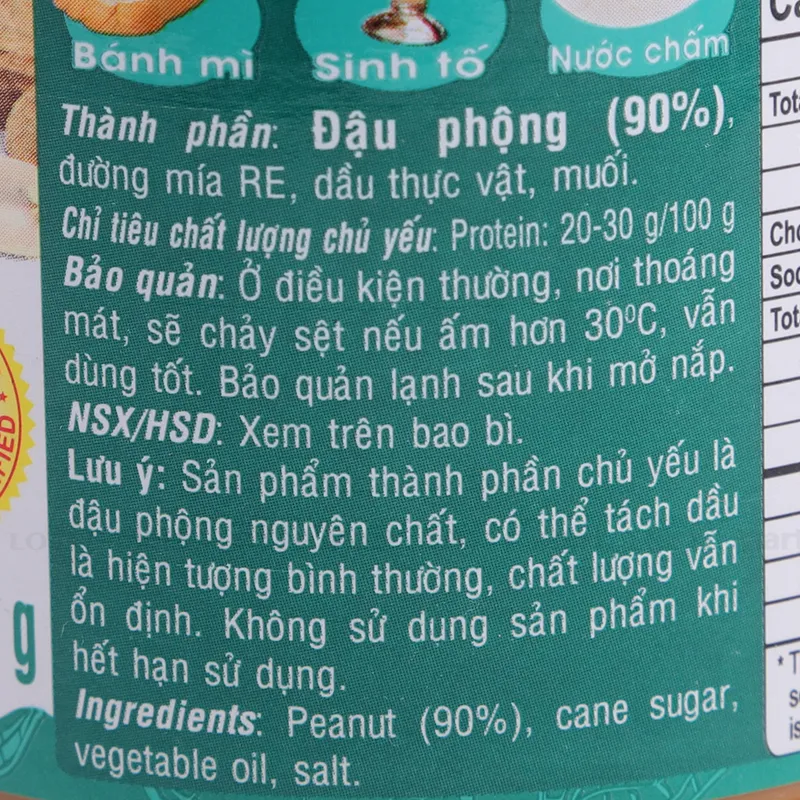 Bánh mì
Sinh tố
Nước chấm
Thành phần: Đậu phộng (90%),
đường mía RE, dầu thực vật, muối.
Chỉ tiêu chất lượng chủ yếu: Protein: 20-30 g/100 g
Bảo quản: Ở điều kiện thường, nơi thoáng
mát, sẽ chảy sệt nếu ấm hơn 30ºC, vẫn
dùng tốt. Bảo quản lạnh sau khi mở nắp.
NSX/HSD: Xem trên bao bì.
Lưu ý: Sản phẩm thành phần chủ yếu là
đậu phộng nguyên chất, có thể tách dầu
là hiện tượng bình thường, chất lượng vẫn
ổn định. Không sử dụng sản phẩm khi
hết hạn sử dụng.
Ingredients: Peanut (90%), cane sugar,
vegetable oil, salt.
g